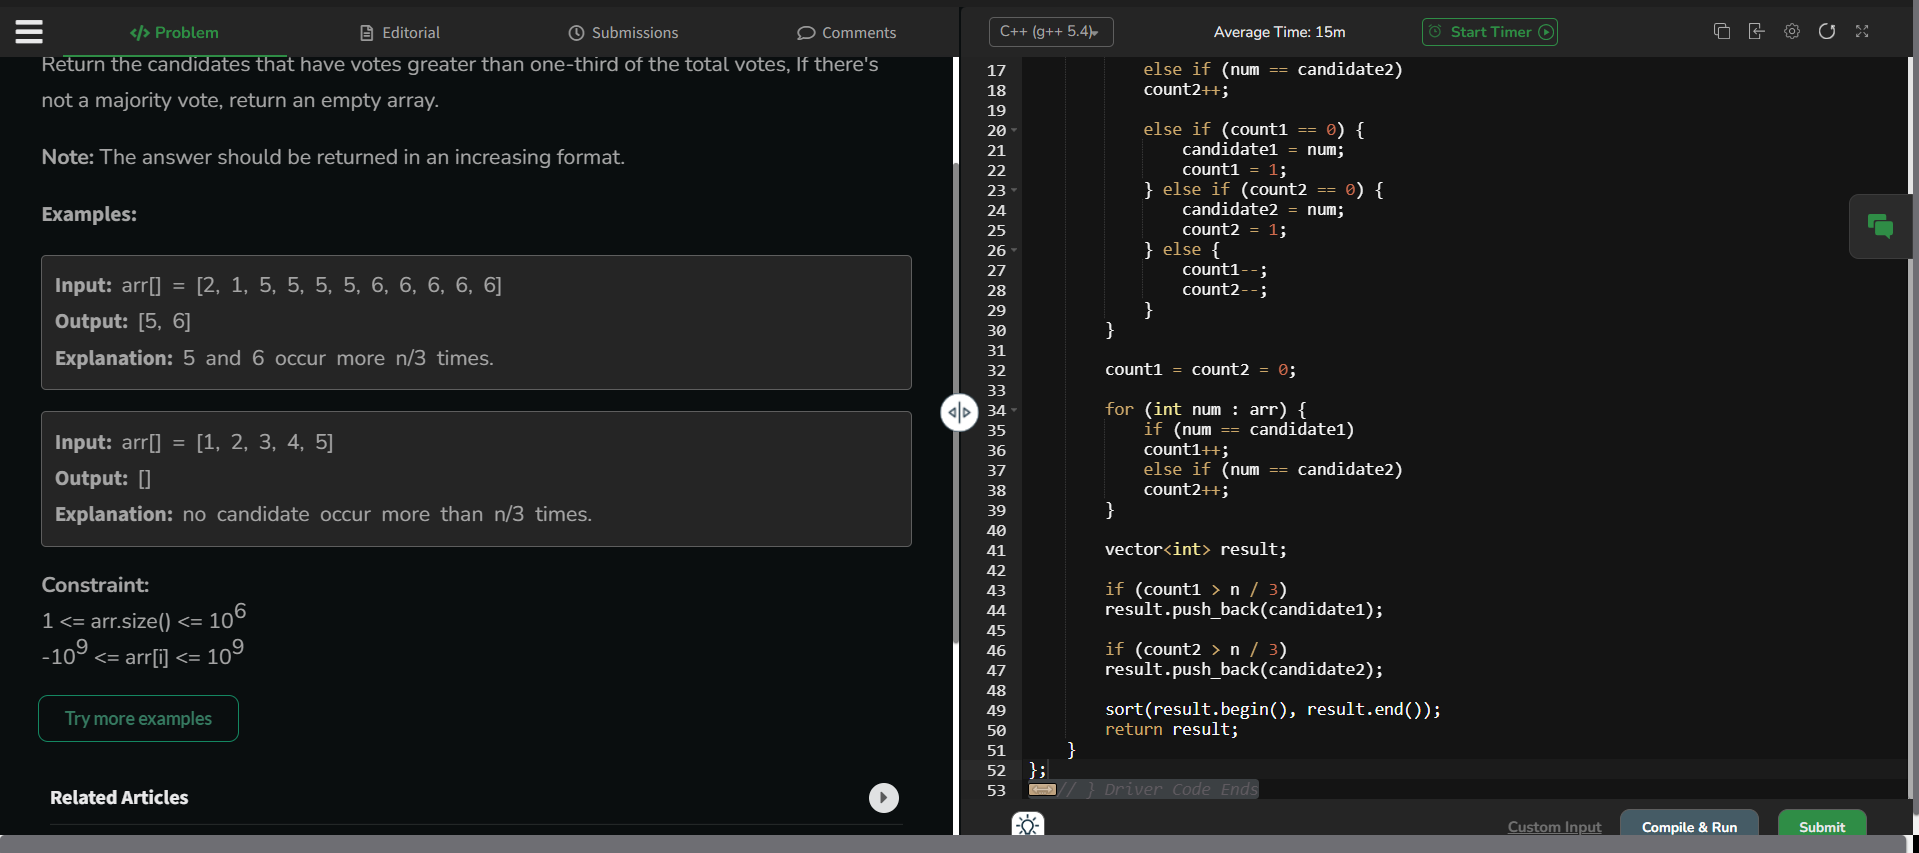 </> Problem
Editorial
Submissions
Comments
Return the candidates that have votes greater than one-third of the total votes, If there's
not a majority vote, return an empty array.
Note: The answer should be returned in an increasing format.
Examples:
Input: arr[] = [2, 1, 5, 5, 5, 5, 6, 6, 6, 6, 6]
Output: [5, 6]
Explanation: 5 and 6 occur more n/3 times.
Input: arr[] = [1, 2, 3, 4, 5]
Output: []
Explanation: no candidate occur more than n/3 times.
Constraint:
1 <= arr.size() <= 10^6
-10^9 <= arr[i] <= 10^9
Try more examples
Related Articles
C++ (g++ 5.4)
Average Time: 15m
Start Timer
17 else if (num == candidate2)
18 count2++;
19
20 else if (count1 == 0) {
21 candidate1 = num;
22 count1 = 1;
23 } else if (count2 == 0) {
24 candidate2 = num;
25 count2 = 1;
26 } else {
27 count1--;
28 count2--;
29 }
30 }
31
32 count1 = count2 = 0;
33
34 for (int num : arr) {
35 if (num == candidate1)
36 count1++;
37 else if (num == candidate2)
38 count2++;
39 }
40
41 vector<int> result;
42
43 if (count1 > n / 3)
44 result.push_back(candidate1);
45
46 if (count2 > n / 3)
47 result.push_back(candidate2);
48
49 sort(result.begin(), result.end());
50 return result;
51 }
52 };
53 // } Driver Code Ends
Custom Input
Compile & Run
Submit